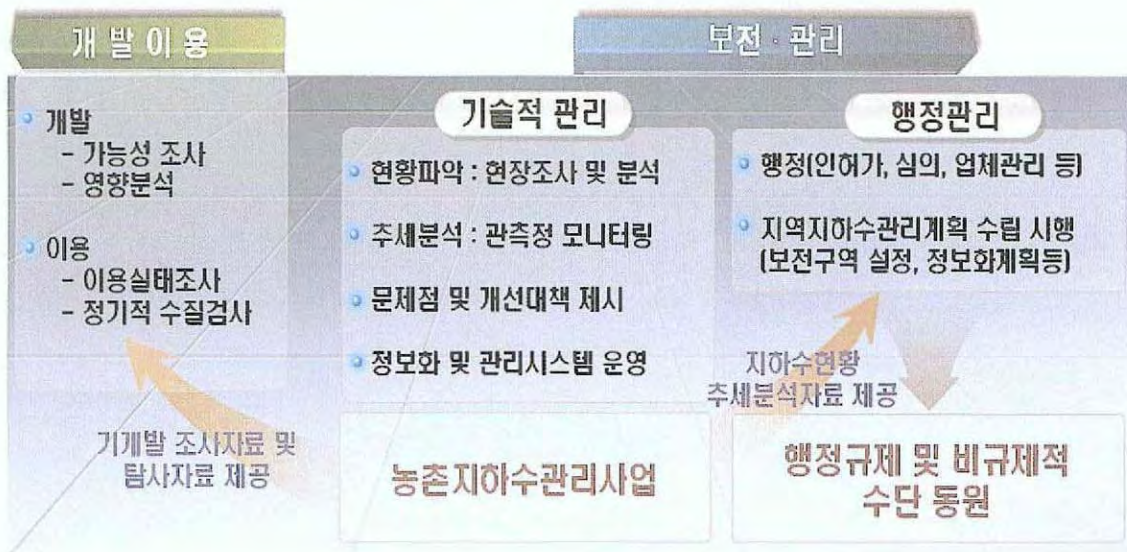 개발이용
보전·관리
개발
- 가능성 조사
- 영향분석
이용
- 이용실태조사
- 정기적 수질검사
기개발 조사자료 및
탐사자료 제공
기술적 관리
현황파악 : 현장조사 및 분석
추세분석 : 관측정 모니터링
문제점 및 개선대책 제시
정보화 및 관리시스템 운영
농촌지하수관리사업
행정관리
행정(인허가, 심의, 업체관리 등)
지역지하수관리계획 수립 시행
(보전구역 설정, 정보화계획등)
지하수현황
추세분석자료 제공
행정규제 및 비규제적
수단 동원